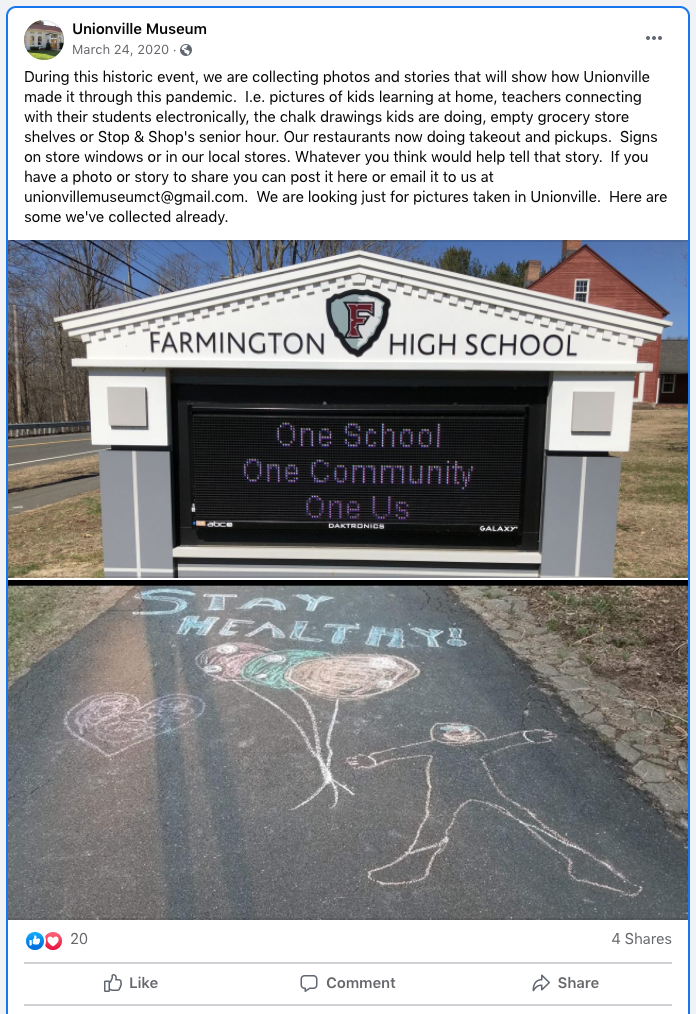 Unionville Museum
March 24, 2020
During this historic event, we are collecting photos and stories that will show how Unionville
made it through this pandemic.  I.e. pictures of kids learning at home, teachers connecting
with their students electronically, the chalk drawings kids are doing, empty grocery store
shelves or Stop & Shop's senior hour. Our restaurants now doing takeout and pickups.  Signs
on store windows or in our local stores. Whatever you think would help tell that story.  If you
have a photo or story to share you can post it here or email it to us at
unionvillemuseumct@gmail.com.  We are looking just for pictures taken in Unionville.  Here are
some we've collected already.
F
FARMINGTON HIGH SCHOOL
One School
One Community
One Us
abc DAKTRONICS GALAXY
STAY
HEALTHY!
20 4 Shares
Like Comment Share